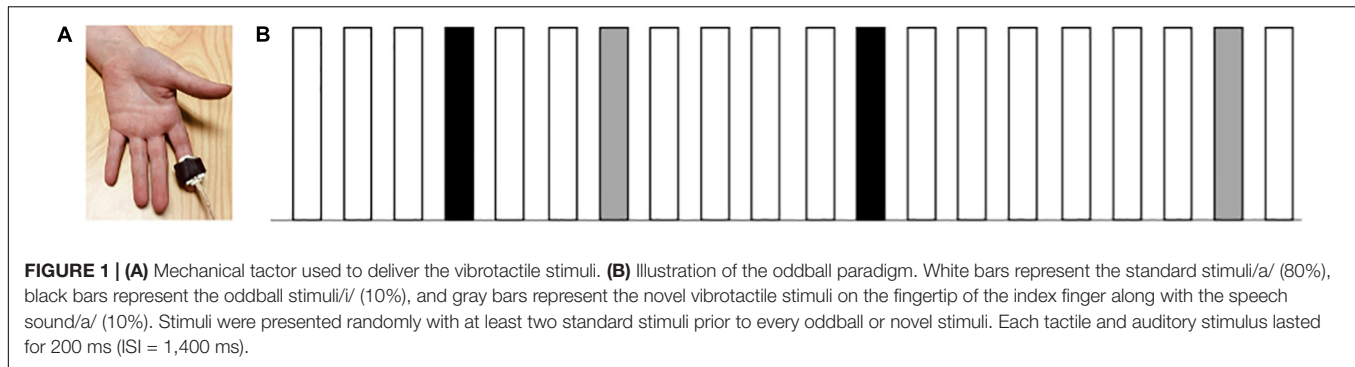 A
B
FIGURE 1 | (A) Mechanical tactor used to deliver the vibrotactile stimuli. (B) Illustration of the oddball paradigm. White bars represent the standard stimuli/a/ (80%),
black bars represent the oddball stimuli/i/ (10%), and gray bars represent the novel vibrotactile stimuli on the fingertip of the index finger along with the speech
sound/a/ (10%). Stimuli were presented randomly with at least two standard stimuli prior to every oddball or novel stimuli. Each tactile and auditory stimulus lasted
for 200 ms (ISI = 1,400 ms).